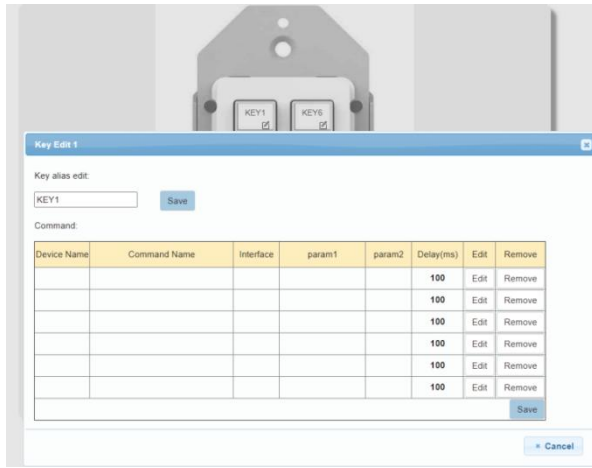 KEY1 KEY6
Key Edit 1
Key alias edit:
KEY1 Save
Command:
Device Name Command Name Interface param1 param2 Delay(ms) Edit Remove
100 Edit Remove
100 Edit Remove
100 Edit Remove
100 Edit Remove
100 Edit Remove
100 Edit Remove
Save
Cancel